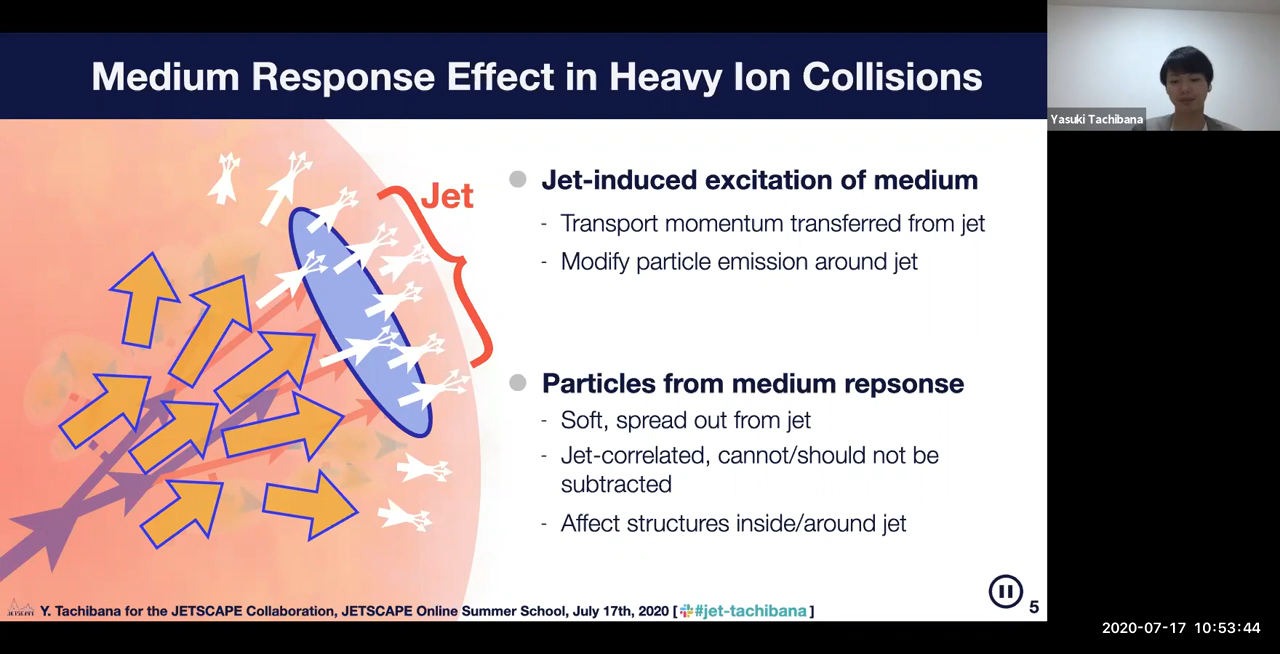 Medium Response Effect in Heavy Ion Collisions
Yasuki Tachibana
Jet
Jet-induced excitation of medium
- Transport momentum transferred from jet
- Modify particle emission around jet
Particles from medium repsonse
- Soft, spread out from jet
- Jet-correlated, cannot/should not be
subtracted
- Affect structures inside/around jet
JETSCAPE
Y. Tachibana for the JETSCAPE Collaboration, JETSCAPE Online Summer School, July 17th, 2020 [ #jet-tachibana ]
5
2020-07-17 10:53:44